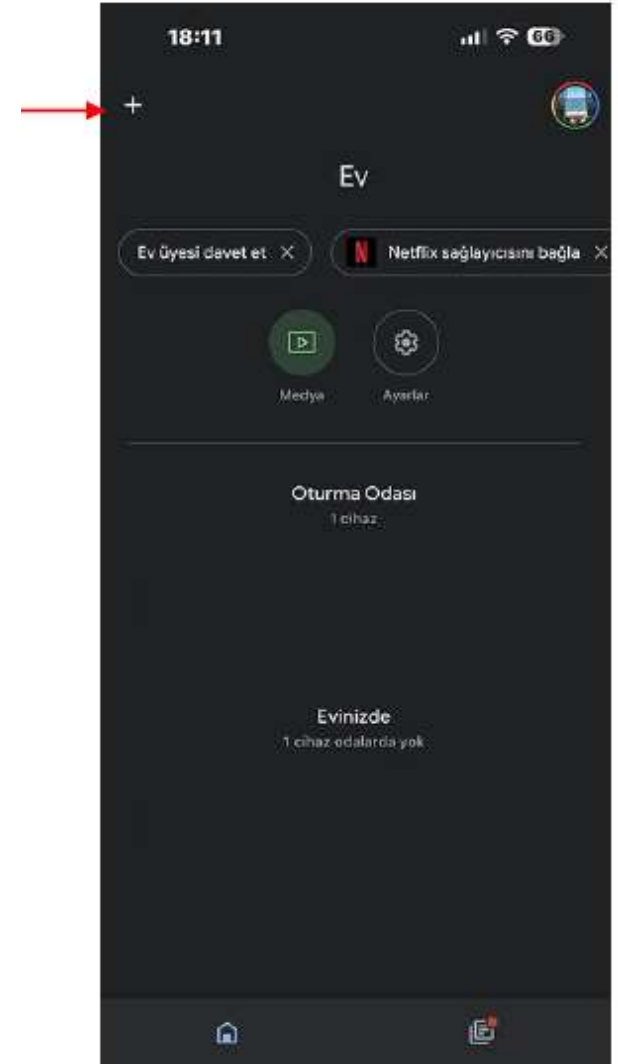 18:11
66
+
Ev
Ev üyesi davet et ×
N Netflix sağlayıcısını bağla ×
Medya
Ayarlar
Oturma Odası
1 cihaz
Evinizde
1 cihaz odalarda yok